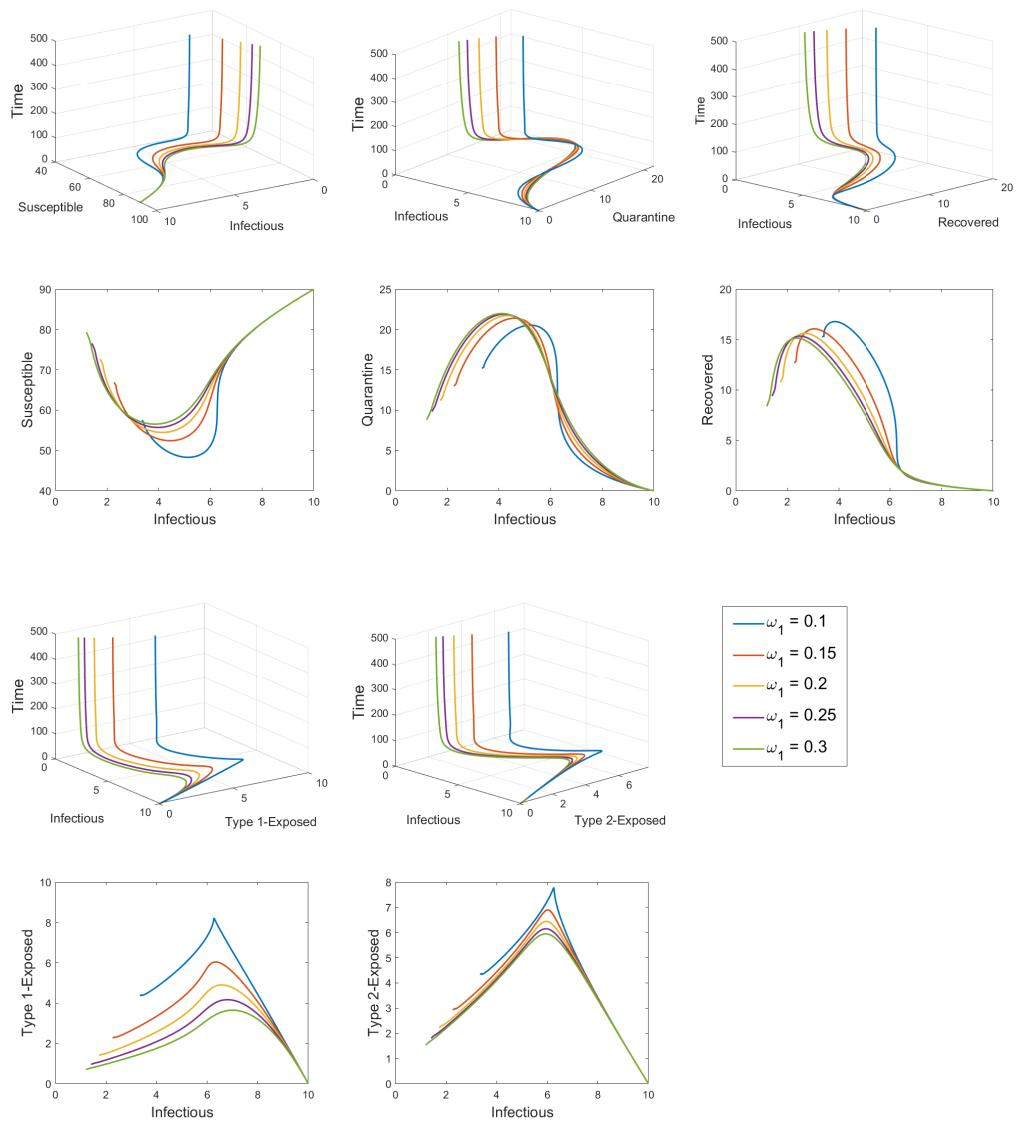 500
400
300
200
100
0
Time
40
60
80
100
Susceptible
10
5
0
Infectious
500
400
300
200
100
0
Time
0
5
10
Infectious
0
10
20
Quarantine
500
400
300
200
100
0
Time
0
5
10
Infectious
0
10
20
Recovered
90
80
70
60
50
40
Susceptible
0 2 4 6 8 10
Infectious
25
20
15
10
5
0
Quarantine
0 2 4 6 8 10
Infectious
20
15
10
5
0
Recovered
0 2 4 6 8 10
Infectious
500
400
300
200
100
0
Time
0
5
10
Infectious
0
5
10
Type 1-Exposed
500
400
300
200
100
0
Time
0
5
10
Infectious
0
2
4
6
Type 2-Exposed
ω1 = 0.1
ω1 = 0.15
ω1 = 0.2
ω1 = 0.25
ω1 = 0.3
10
8
6
4
2
0
Type 1-Exposed
0 2 4 6 8 10
Infectious
8
7
6
5
4
3
2
1
0
Type 2-Exposed
0 2 4 6 8 10
Infectious